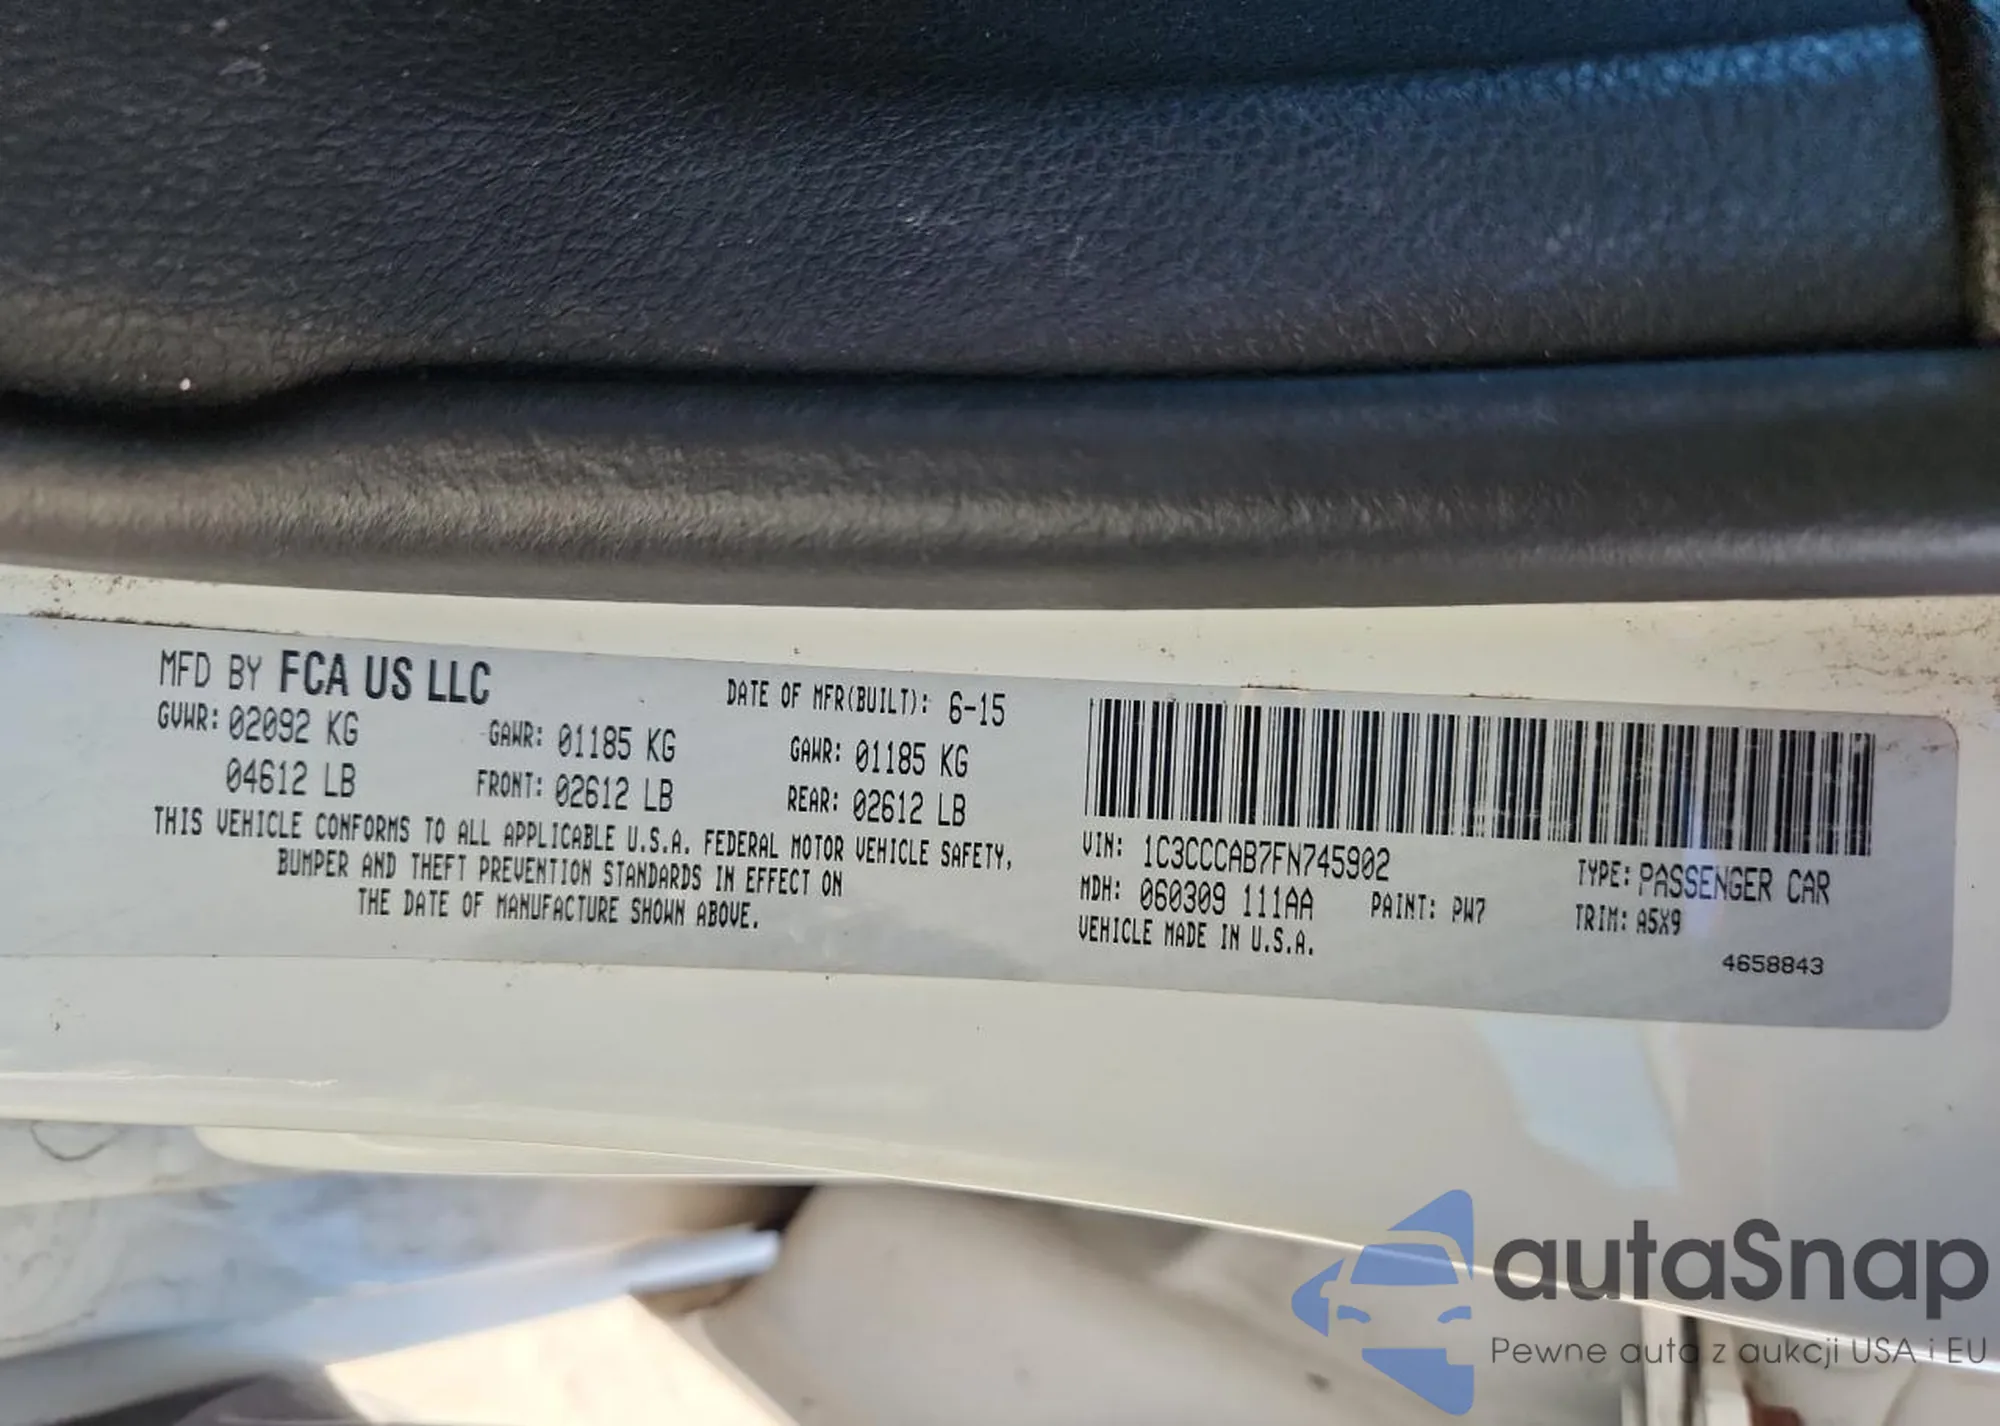 MFD BY FCA US LLC
DATE OF MFR(BUILT): 6-15
GVWR: 02092 KG GAWR: 01185 KG GAWR: 01185 KG
04612 LB FRONT: 02612 LB REAR: 02612 LB
THIS VEHICLE CONFORMS TO ALL APPLICABLE U.S.A. FEDERAL MOTOR VEHICLE SAFETY,
BUMPER AND THEFT PREVENTION STANDARDS IN EFFECT ON
THE DATE OF MANUFACTURE SHOWN ABOVE.
VIN: 1C3CCCAB7FN745902 TYPE: PASSENGER CAR
MDH: 060309 111AA PAINT: PW7 TRIM: A5X9
VEHICLE MADE IN U.S.A.
4658843
autaSnap
Pewne auta z aukcji USA i EU